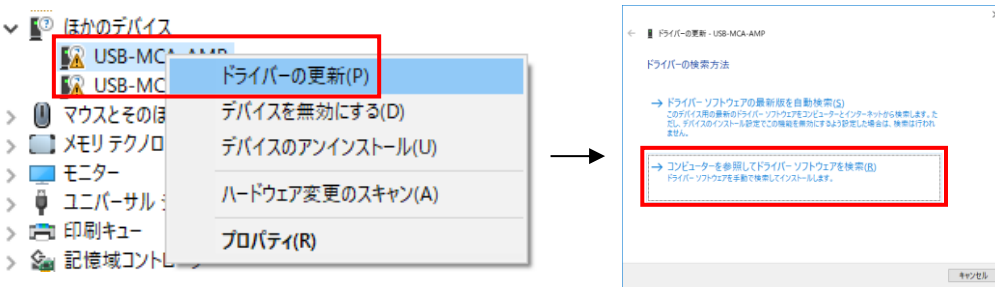 ほかのデバイス
USB-MCA-AMP
USB-MC
マウスとそのほ
メモリ テクノロ
モニター
ユニバーサル
印刷キュー
記憶域コントロ
ドライバーの更新(P)
デバイスを無効にする(D)
デバイスのアンインストール(U)
ハードウェア変更のスキャン(A)
プロパティ(R)
ドライバーの更新 - USB-MCA-AMP
ドライバーの検索方法
→ ドライバー ソフトウェアの最新版を自動検索(S)
このデバイス用の最新のドライバー ソフトウェアをコンピューターとインターネットから検索します。た
だし、デバイスのインストール設定でこの機能を無効にするよう設定した場合は、検索は行われ
ません。
→ コンピューターを参照してドライバー ソフトウェアを検索(R)
ドライバー ソフトウェアを手動で検索してインストールします。
キャンセル